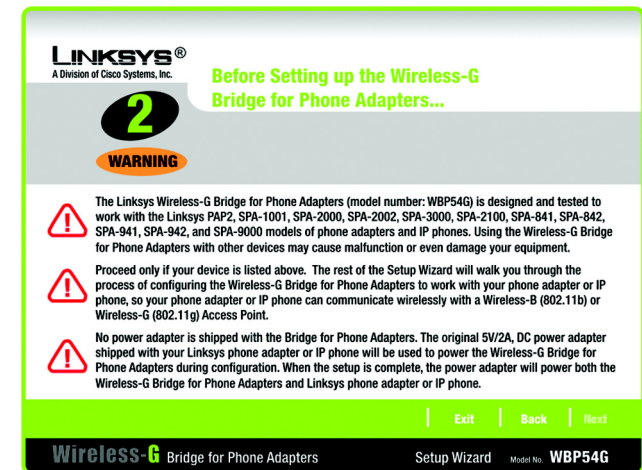 LINKSYS®
A Division of Cisco Systems, Inc.
Before Setting up the Wireless-G
Bridge for Phone Adapters...
2
WARNING
The Linksys Wireless-G Bridge for Phone Adapters (model number: WBP54G) is designed and tested to
work with the Linksys PAP2, SPA-1001, SPA-2000, SPA-2002, SPA-3000, SPA-2100, SPA-841, SPA-842,
SPA-941, SPA-942, and SPA-9000 models of phone adapters and IP phones. Using the Wireless-G Bridge
for Phone Adapters with other devices may cause malfunction or even damage your equipment.
Proceed only if your device is listed above. The rest of the Setup Wizard will walk you through the
process of configuring the Wireless-G Bridge for Phone Adapters to work with your phone adapter or IP
phone, so your phone adapter or IP phone can communicate wirelessly with a Wireless-B (802.11b) or
Wireless-G (802.11g) Access Point.
No power adapter is shipped with the Bridge for Phone Adapters. The original 5V/2A, DC power adapter
shipped with your Linksys phone adapter or IP phone will be used to power the Wireless-G Bridge for
Phone Adapters during configuration. When the setup is complete, the power adapter will power both the
Wireless-G Bridge for Phone Adapters and Linksys phone adapter or IP phone.
Exit Back Next
Wireless-G Bridge for Phone Adapters Setup Wizard Model No. WBP54G